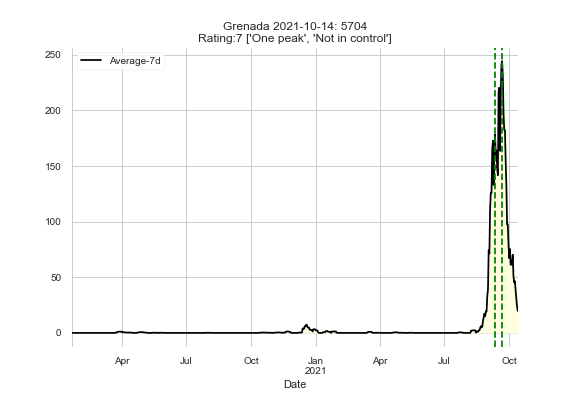 Grenada 2021-10-14: 5704
Rating:7 ['One peak', 'Not in control']
Average-7d
250
200
150
100
50
0
Apr
Jul
Oct
Jan
2021
Apr
Jul
Oct
Date